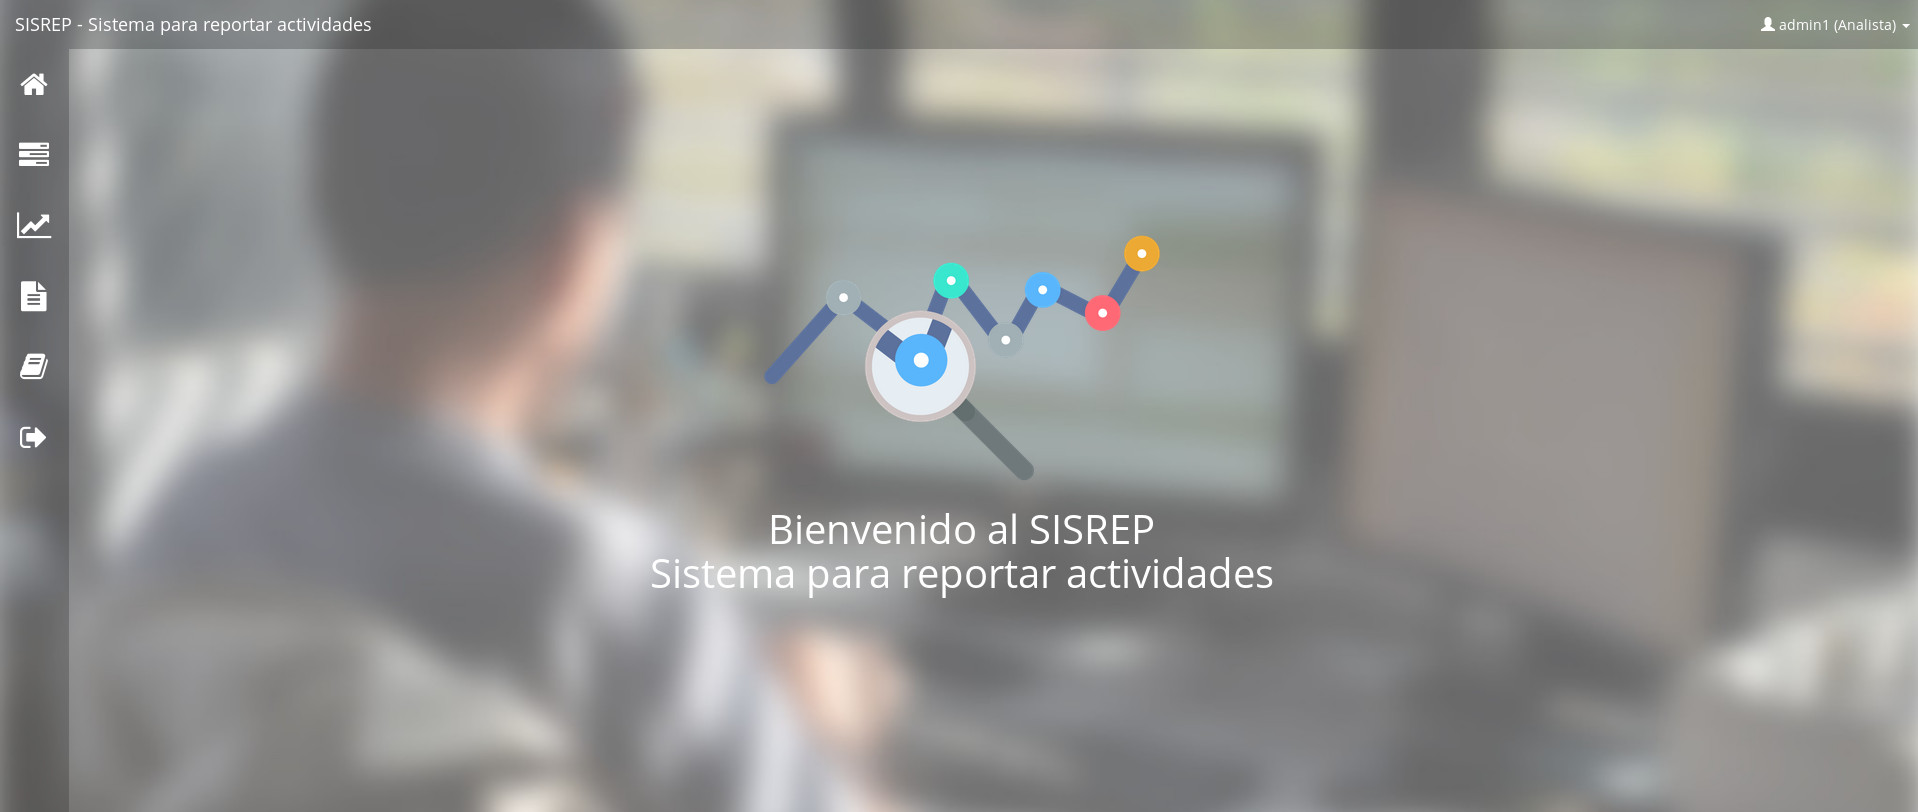 SISREP - Sistema para reportar actividades
admin1 (Analista)
Bienvenido al SISREP
Sistema para reportar actividades